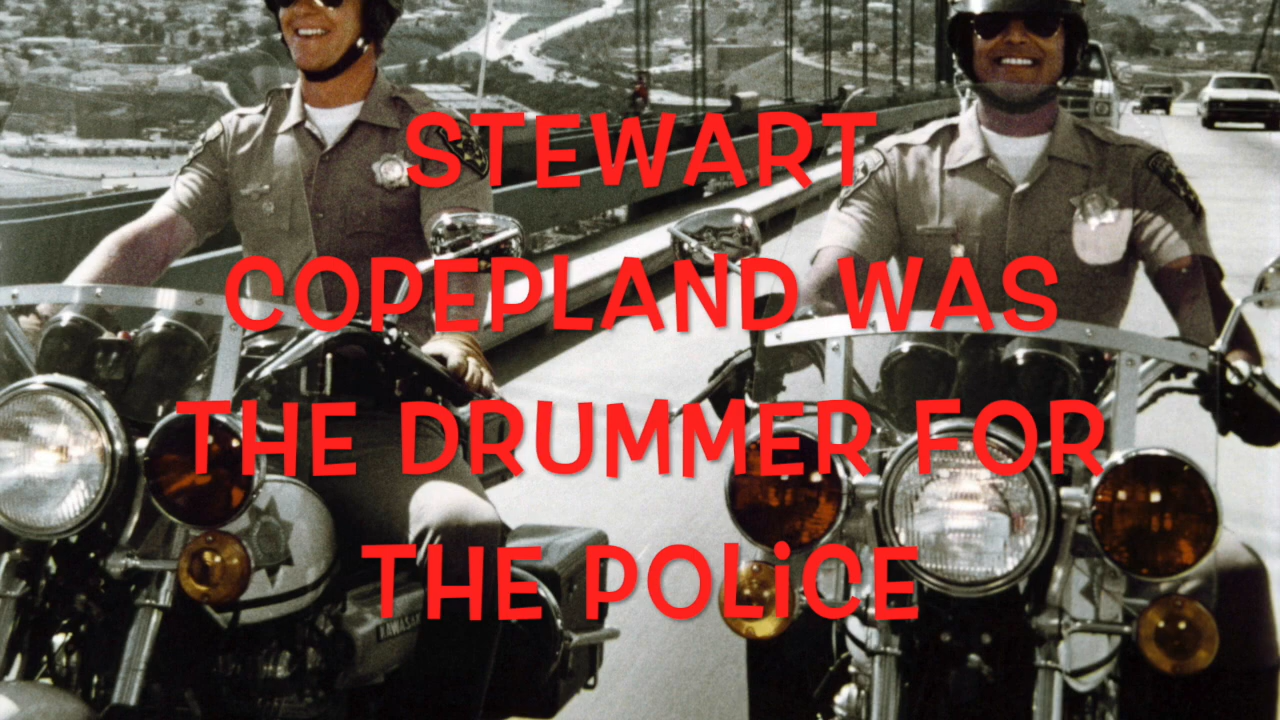 STEWART
COPEPLAND WAS
THE DRUMMER FOR
THE POLiCE